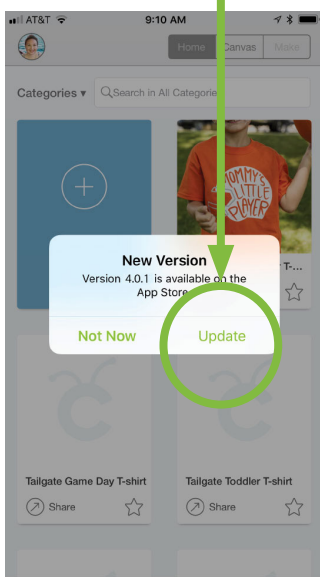 AT&T 9:10 AM
Home Canvas Make
Categories ▾ Search in All Categorie
MOMMY'S
LITTLE
PLAYER
T-...
New Version
Version 4.0.1 is available on the
App Store
Not Now Update
Tailgate Game Day T-shirt Tailgate Toddler T-shirt
Share Share